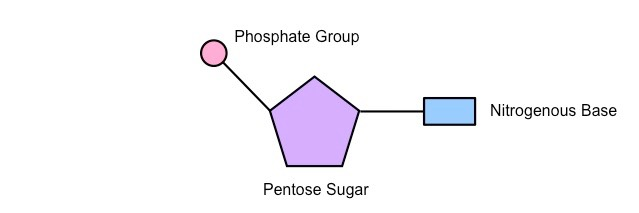 Phosphate Group
Nitrogenous Base
Pentose Sugar